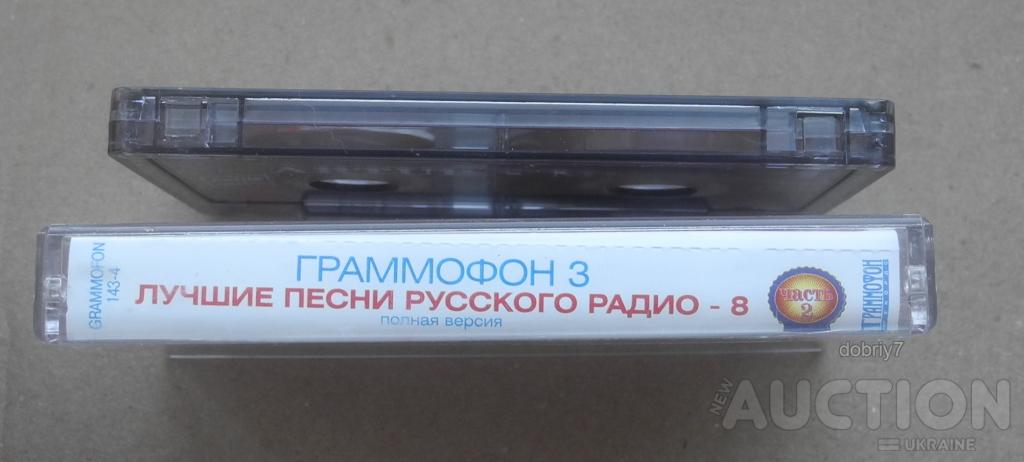 GRAMMOFON
143-4
ГРАММОФОН 3
ЛУЧШИЕ ПЕСНИ РУССКОГО РАДИО - 8
полная версия
часть
2
ГРАММОФОН
dobriy7
NEW
AUCTION
UKRAINE